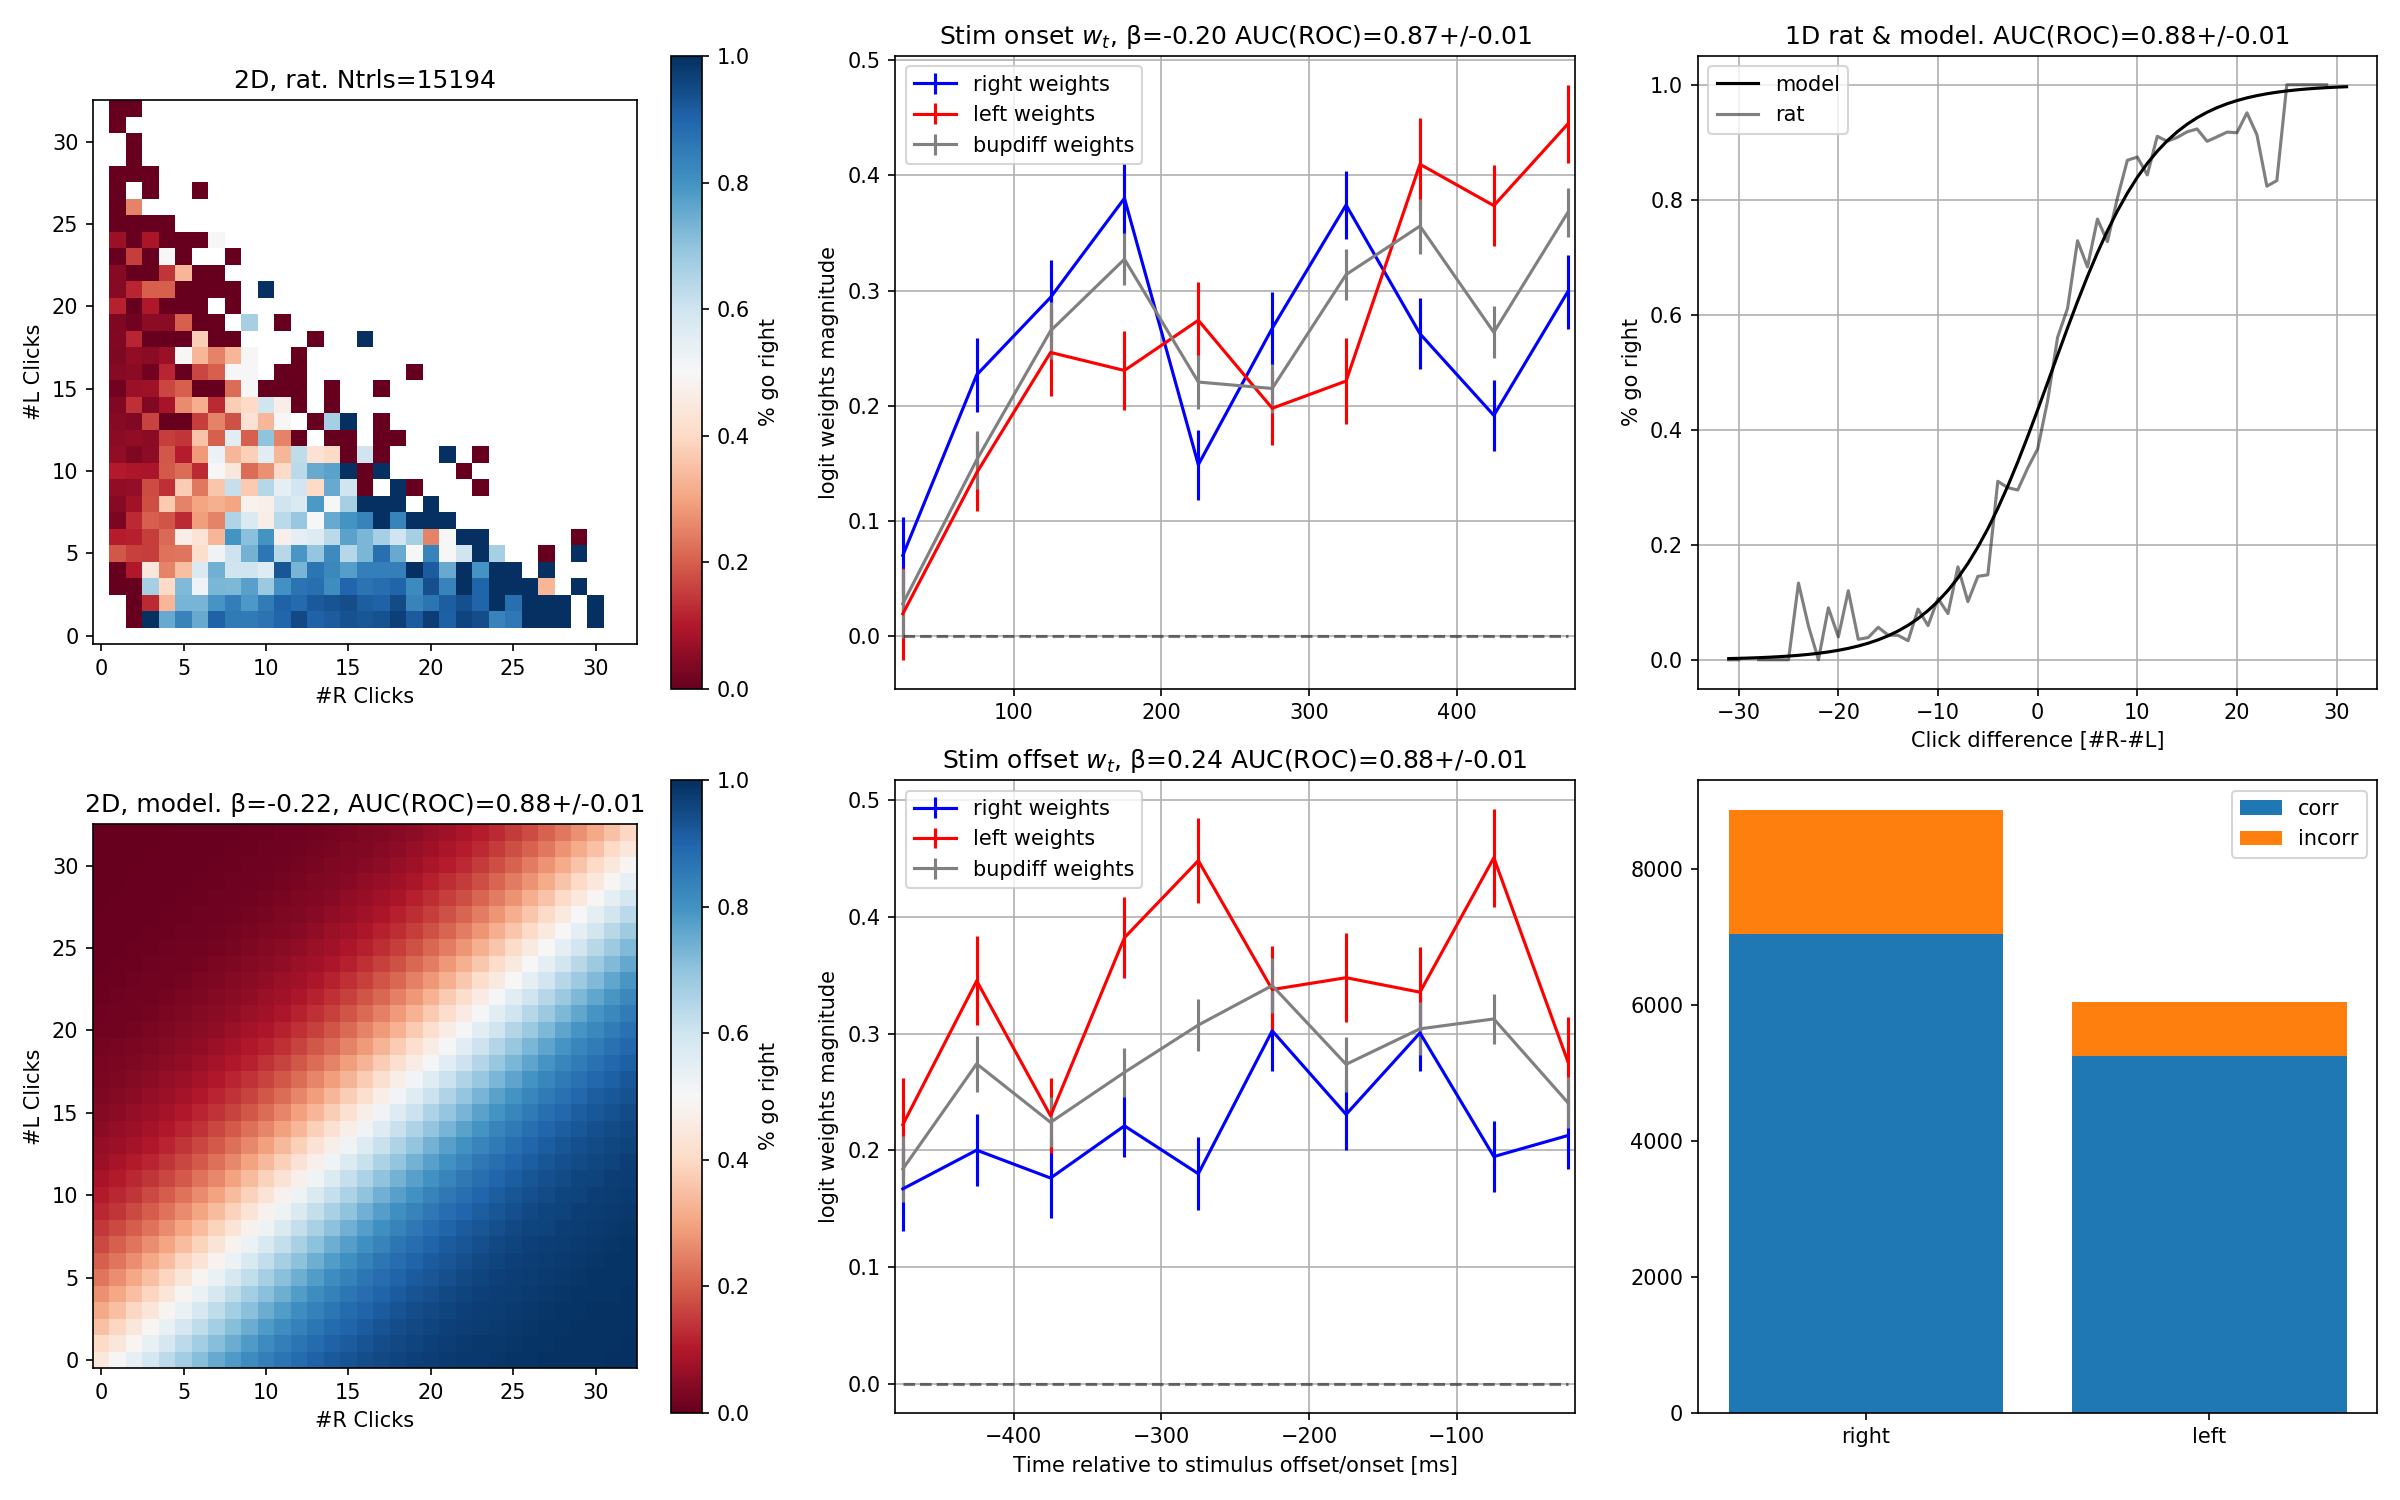 2D, rat. Ntrls=15194
30
25
20
15
10
5
0
#L Clicks
0 5 10 15 20 25 30
#R Clicks
1.0
0.8
0.6
0.4
0.2
0.0
% go right
Stim onset wt, β=-0.20 AUC(ROC)=0.87+/-0.01
right weights
left weights
bupdiff weights
0.5
0.4
0.3
0.2
0.1
0.0
logit weights magnitude
100 200 300 400
1D rat & model. AUC(ROC)=0.88+/-0.01
model
rat
1.0
0.8
0.6
0.4
0.2
0.0
% go right
−30 −20 −10 0 10 20 30
Click difference [#R-#L]
2D, model. β=-0.22, AUC(ROC)=0.88+/-0.01
30
25
20
15
10
5
0
#L Clicks
0 5 10 15 20 25 30
#R Clicks
1.0
0.8
0.6
0.4
0.2
0.0
% go right
Stim offset wt, β=0.24 AUC(ROC)=0.88+/-0.01
right weights
left weights
bupdiff weights
0.5
0.4
0.3
0.2
0.1
0.0
logit weights magnitude
−400 −300 −200 −100
Time relative to stimulus offset/onset [ms]
corr
incorr
8000
6000
4000
2000
0
right left